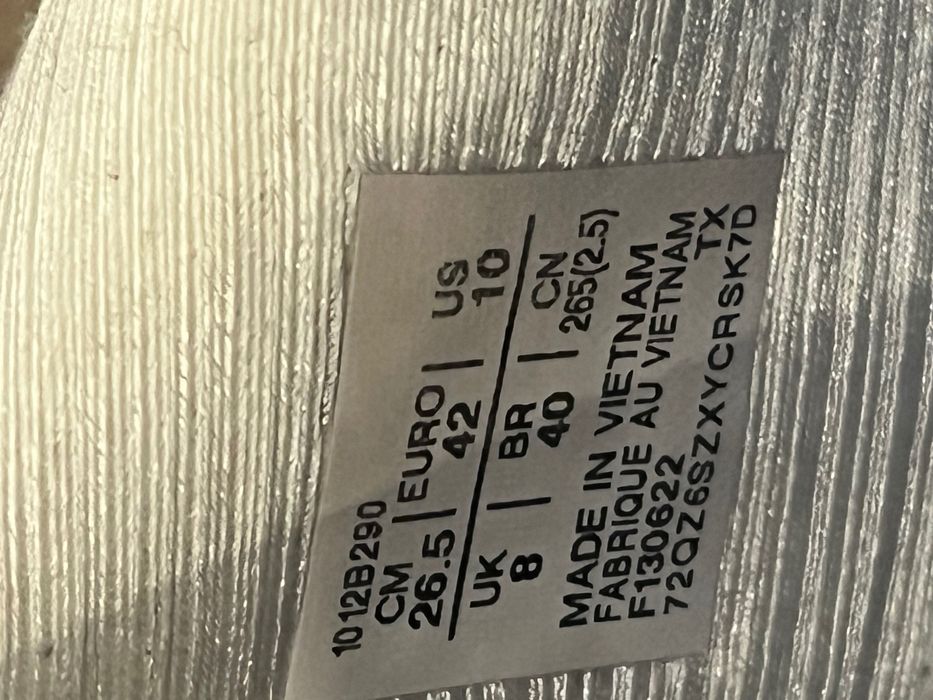 1012B290
CM | EURO | US
26.5 | 42 | 10
UK | BR | CN
8 | 40 | 265(2.5)
MADE IN VIETNAM
FABRIQUE AU VIETNAM
F130622 TX
72QZ6SZXYCRSK7D